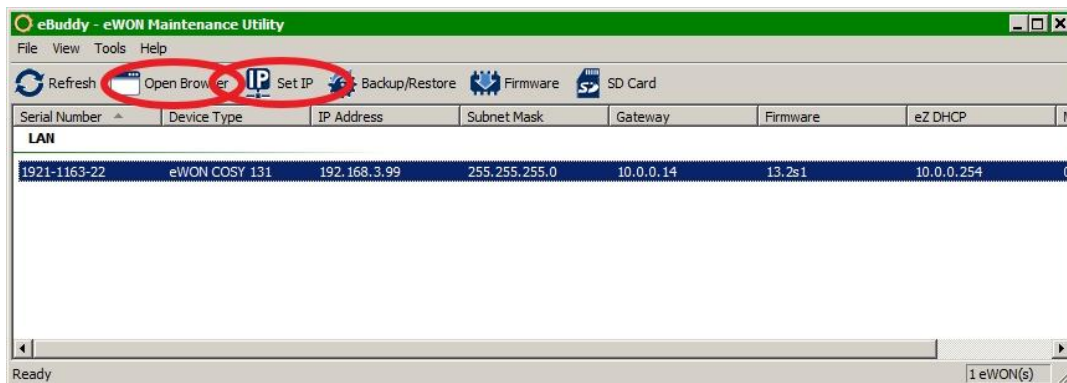 eBuddy - eWON Maintenance Utility
File View Tools Help
Refresh Open Browser IP Set IP Backup/Restore Firmware SD Card
Serial Number Device Type IP Address Subnet Mask Gateway Firmware eZ DHCP
LAN
1921-1163-22 eWON COSY 131 192.168.3.99 255.255.255.0 10.0.0.14 13.2s1 10.0.0.254
Ready 1 eWON(s)